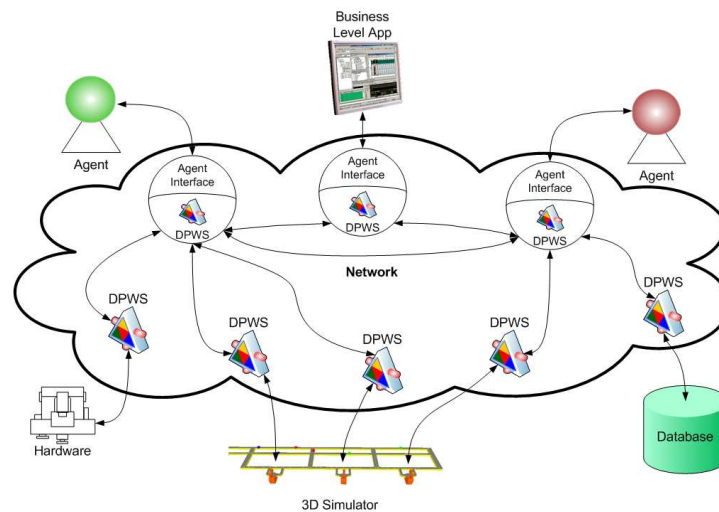 Business
Level App
Agent
Agent
Agent
Interface
DPWS
Agent
Interface
DPWS
Agent
Interface
DPWS
Network
DPWS
DPWS
DPWS
DPWS
DPWS
Hardware
3D Simulator
Database